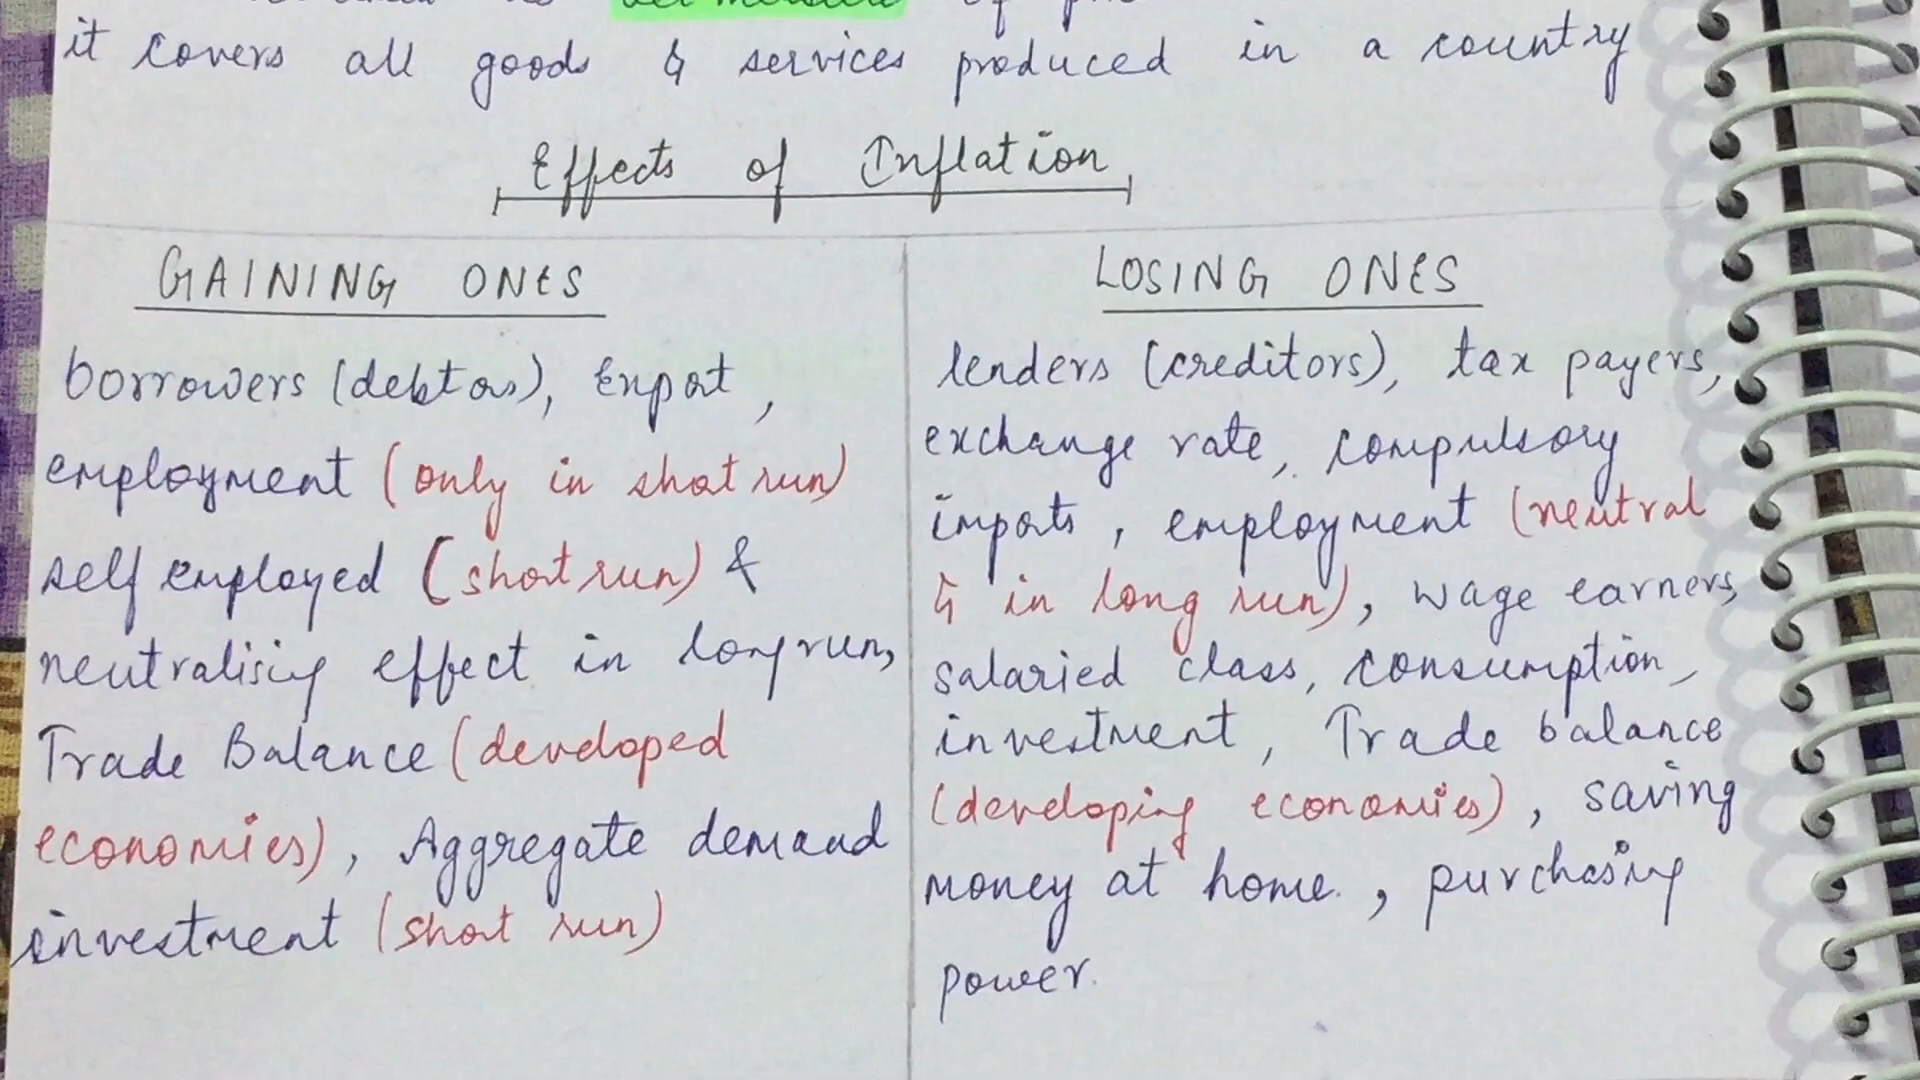 it covers all goods & services produced in a country
Effects of Inflation
GAINING ONES
borrowers (debtors), Export,
employment (only in short run)
self employed (short run) &
neutralising effect in long run,
Trade Balance (developed
economies), Aggregate demand
investment (short run)
LOSING ONES
lenders (creditors), tax payers,
exchange rate, compulsory
imports, employment (neutral
& in long run), wage earners,
salaried class, consumption,
investment, Trade balance
(developing economies), saving
money at home., purchasing
power.